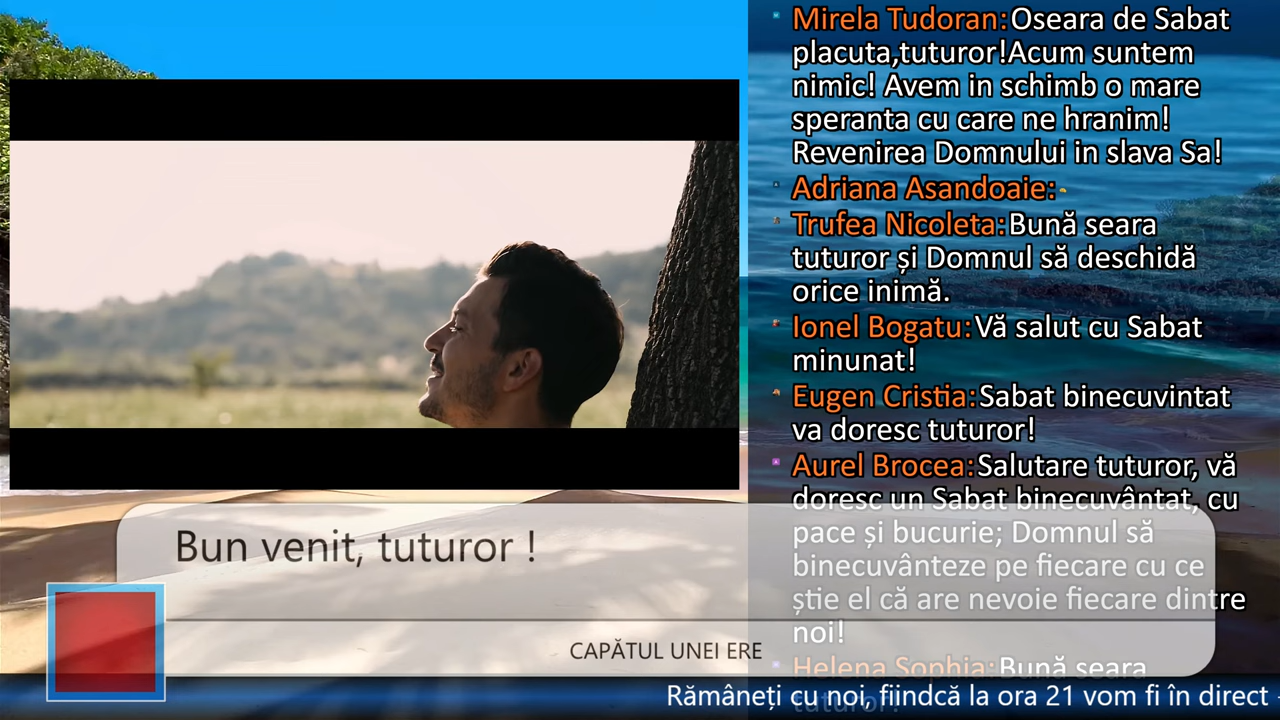 Mirela Tudoran: Oseara de Sabat
placuta,tuturor!Acum suntem
nimic! Avem in schimb o mare
speranta cu care ne hranim!
Revenirea Domnului in slava Sa!
Adriana Asandoaie:
Trufea Nicoleta: Bună seara
tuturor și Domnul să deschidă
orice inimă.
Ionel Bogatu: Vă salut cu Sabat
minunat!
Eugen Cristia: Sabat binecuvintat
va doresc tuturor!
Aurel Brocea: Salutare tuturor, vă
doresc un Sabat binecuvântat, cu
pace și bucurie; Domnul să
binecuvânteze pe fiecare cu ce
știe el că are nevoie fiecare dintre
noi!
Helena Sophia: Bună seara
tuturor!
Bun venit, tuturor !
CAPĂTUL UNEI ERE
Rămâneți cu noi, fiindcă la ora 21 vom fi în direct